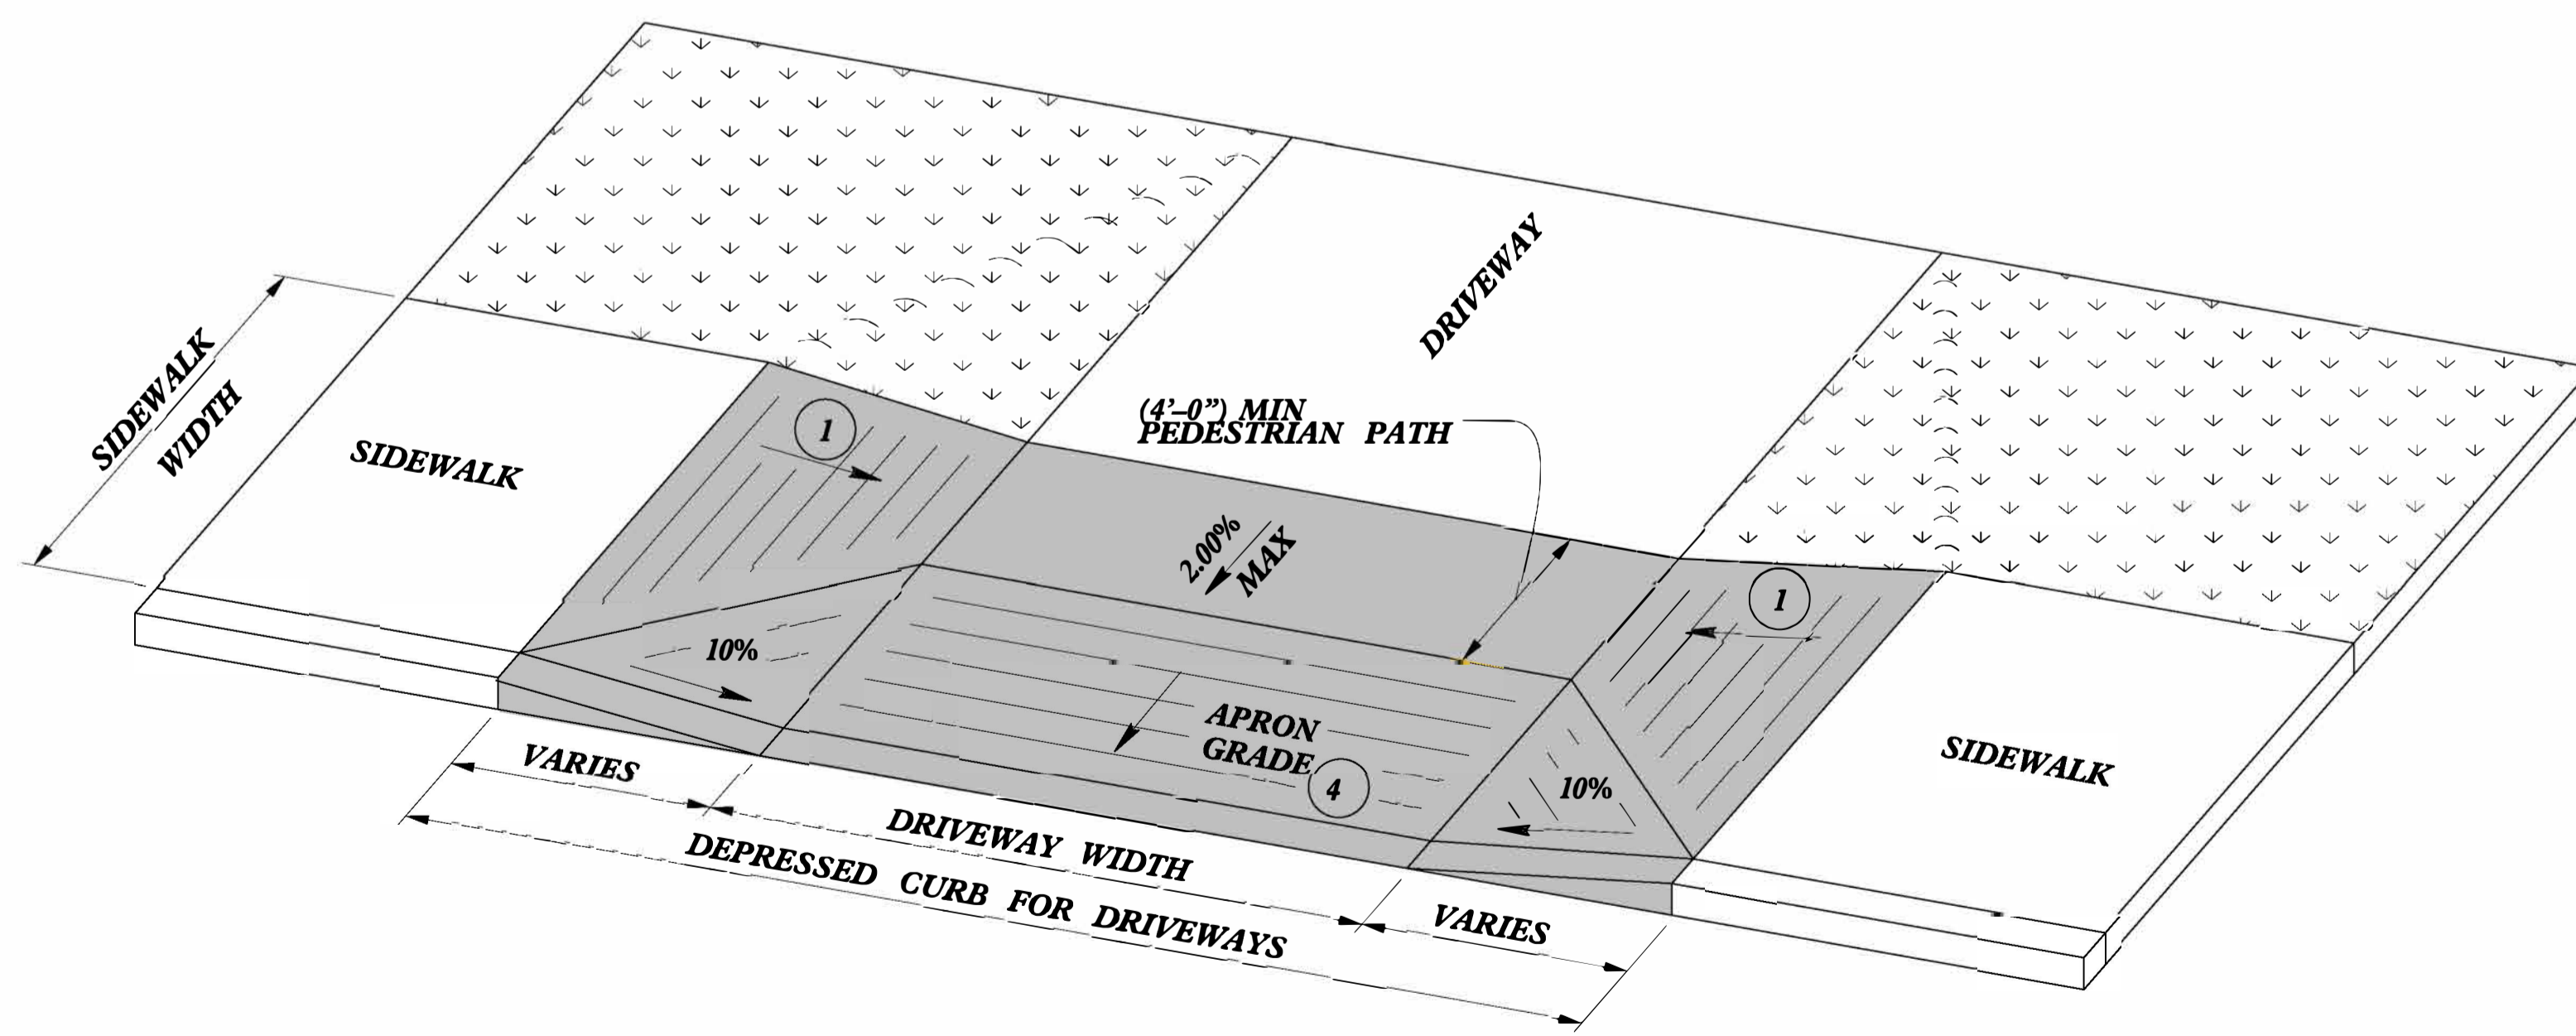 DRIVEWAY
SIDEWALK
WIDTH
(4'–0") MIN
PEDESTRIAN PATH
1
SIDEWALK
2.00%
MAX
1
10%
APRON
GRADE
4
10%
SIDEWALK
VARIES
DRIVEWAY WIDTH
DEPRESSED CURB FOR DRIVEWAYS
VARIES